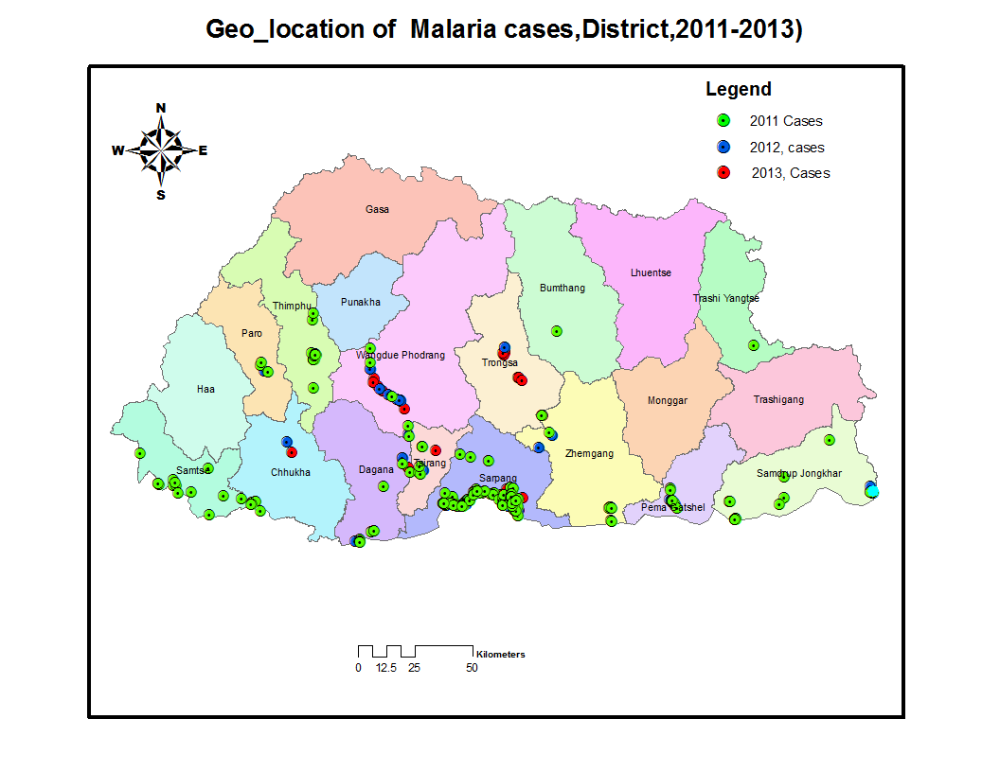 Geo_location of Malaria cases,District,2011-2013)
Legend
2011 Cases
2012, cases
2013, Cases
N
W
E
S
Gasa
Lhuentse
Bumthang
Trashi Yangtse
Punakha
Thimphu
Paro
Wangdue Phodrang
Trongsa
Haa
Monggar
Trashigang
Zhemgang
Tsirang
Dagana
Samtse
Chhukha
Samdrup Jongkhar
Sarpang
Pema Gatshel
Kilometers
0 12.5 25 50